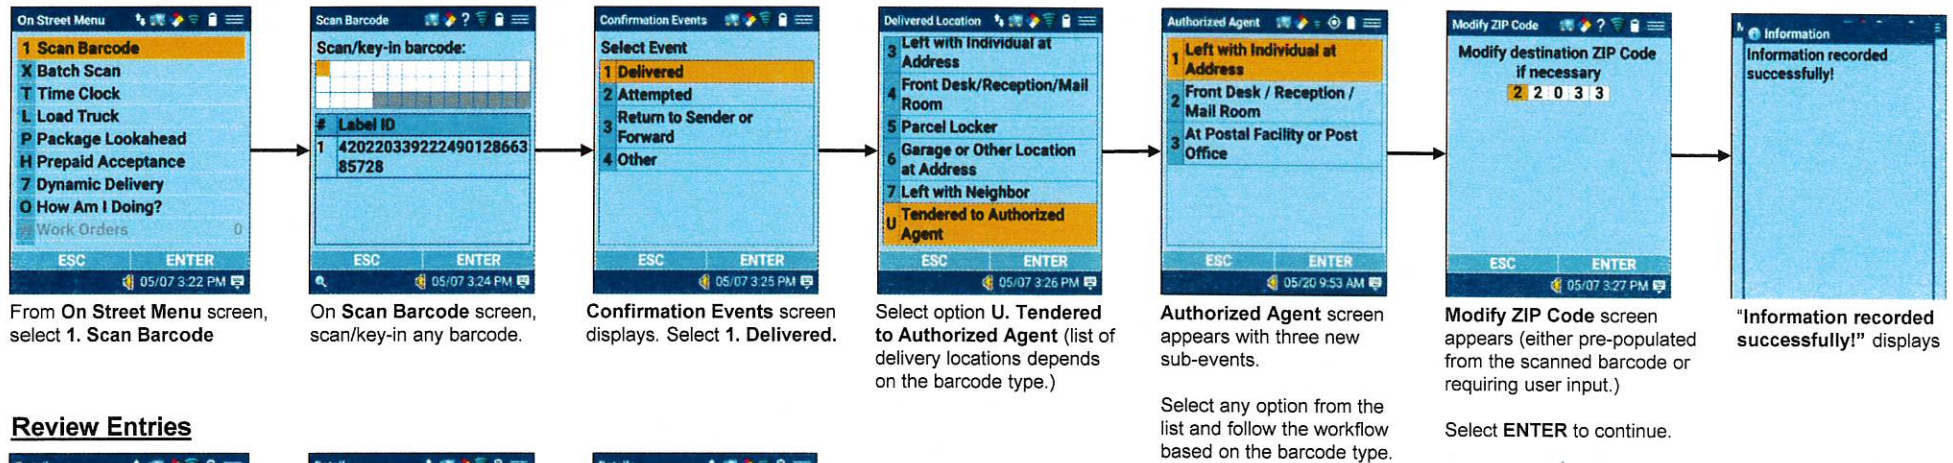 On Street Menu
1 Scan Barcode
X Batch Scan
T Time Clock
L Load Truck
P Package Lookahead
H Prepaid Acceptance
7 Dynamic Delivery
O How Am I Doing?
Work Orders 0
ESC ENTER
05/07 3:22 PM
From On Street Menu screen,
select 1. Scan Barcode
Scan Barcode
Scan/key-in barcode:
# Label ID
1 420220339222490128663
85728
ESC ENTER
05/07 3:24 PM
On Scan Barcode screen,
scan/key-in any barcode.
Confirmation Events
Select Event
1 Delivered
2 Attempted
3 Return to Sender or
Forward
4 Other
ESC ENTER
05/07 3:25 PM
Confirmation Events screen
displays. Select 1. Delivered.
Delivered Location
3 Left with Individual at
Address
4 Front Desk/Reception/Mail
Room
5 Parcel Locker
6 Garage or Other Location
at Address
7 Left with Neighbor
U Tendered to Authorized
Agent
ESC ENTER
05/07 3:26 PM
Select option U. Tendered
to Authorized Agent (list of
delivery locations depends
on the barcode type.)
Authorized Agent
1 Left with Individual at
Address
2 Front Desk / Reception /
Mail Room
3 At Postal Facility or Post
Office
ESC ENTER
05/20 9:53 AM
Authorized Agent screen
appears with three new
sub-events.
Select any option from the
list and follow the workflow
based on the barcode type.
Modify ZIP Code
Modify destination ZIP Code
if necessary
2 2 0 3 3
ESC ENTER
05/07 3:27 PM
Modify ZIP Code screen
appears (either pre-populated
from the scanned barcode or
requiring user input.)
Select ENTER to continue.
Information
Information recorded
successfully!
"Information recorded
successfully!" displays
Review Entries